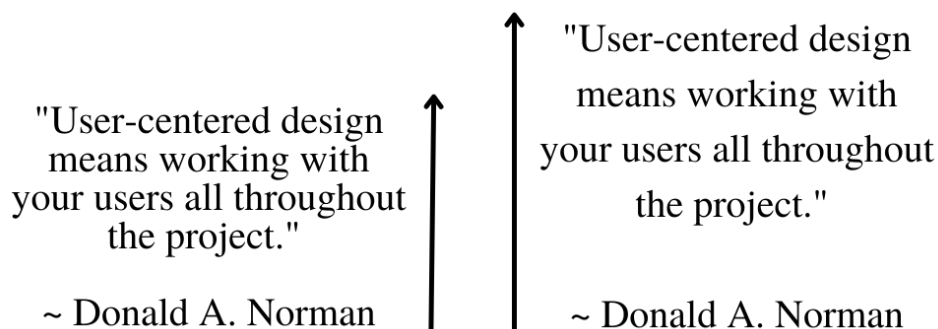 "User-centered design
means working with
your users all throughout
the project."
~ Donald A. Norman
"User-centered design
means working with
your users all throughout
the project."
~ Donald A. Norman